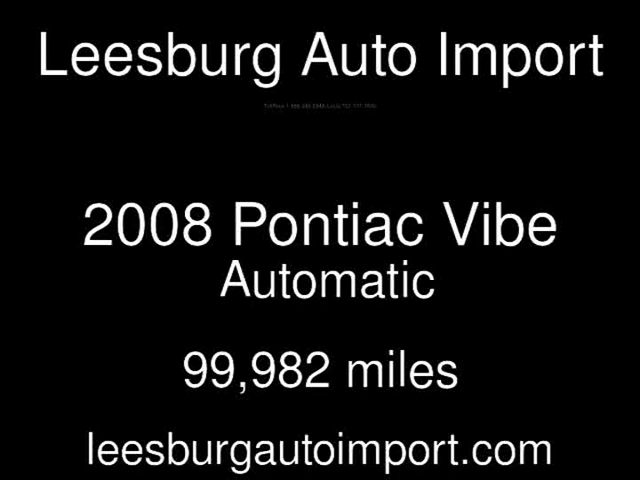 Leesburg Auto Import
2008 Pontiac Vibe
Automatic
99,982 miles
leesburgautoimport.com